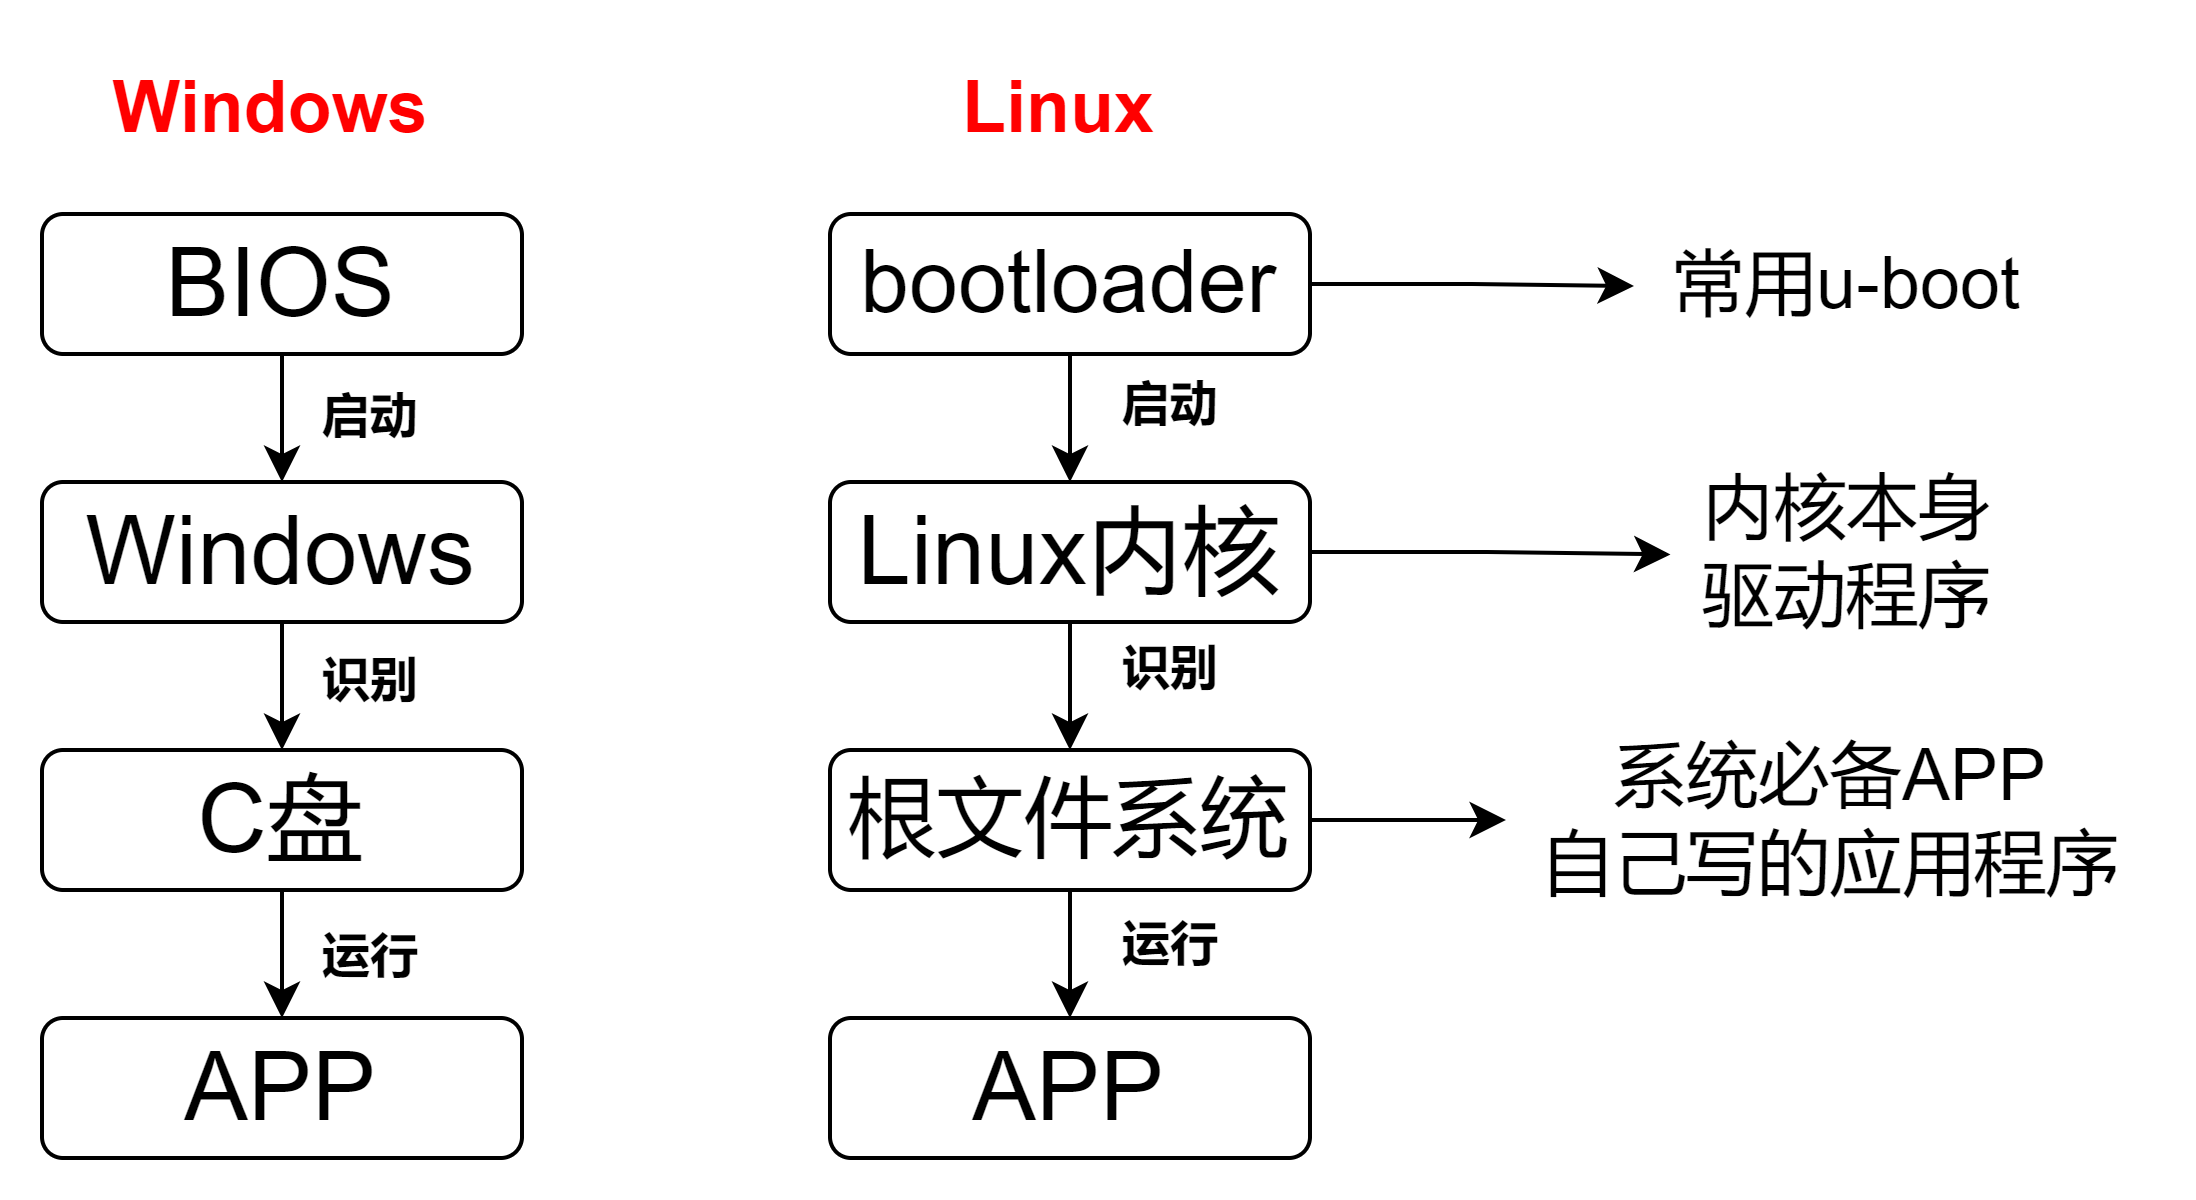 Windows
Linux
BIOS
bootloader
常用u-boot
启动
启动
Windows
Linux内核
内核本身
驱动程序
识别
识别
C盘
根文件系统
系统必备APP
自己写的应用程序
运行
运行
APP
APP